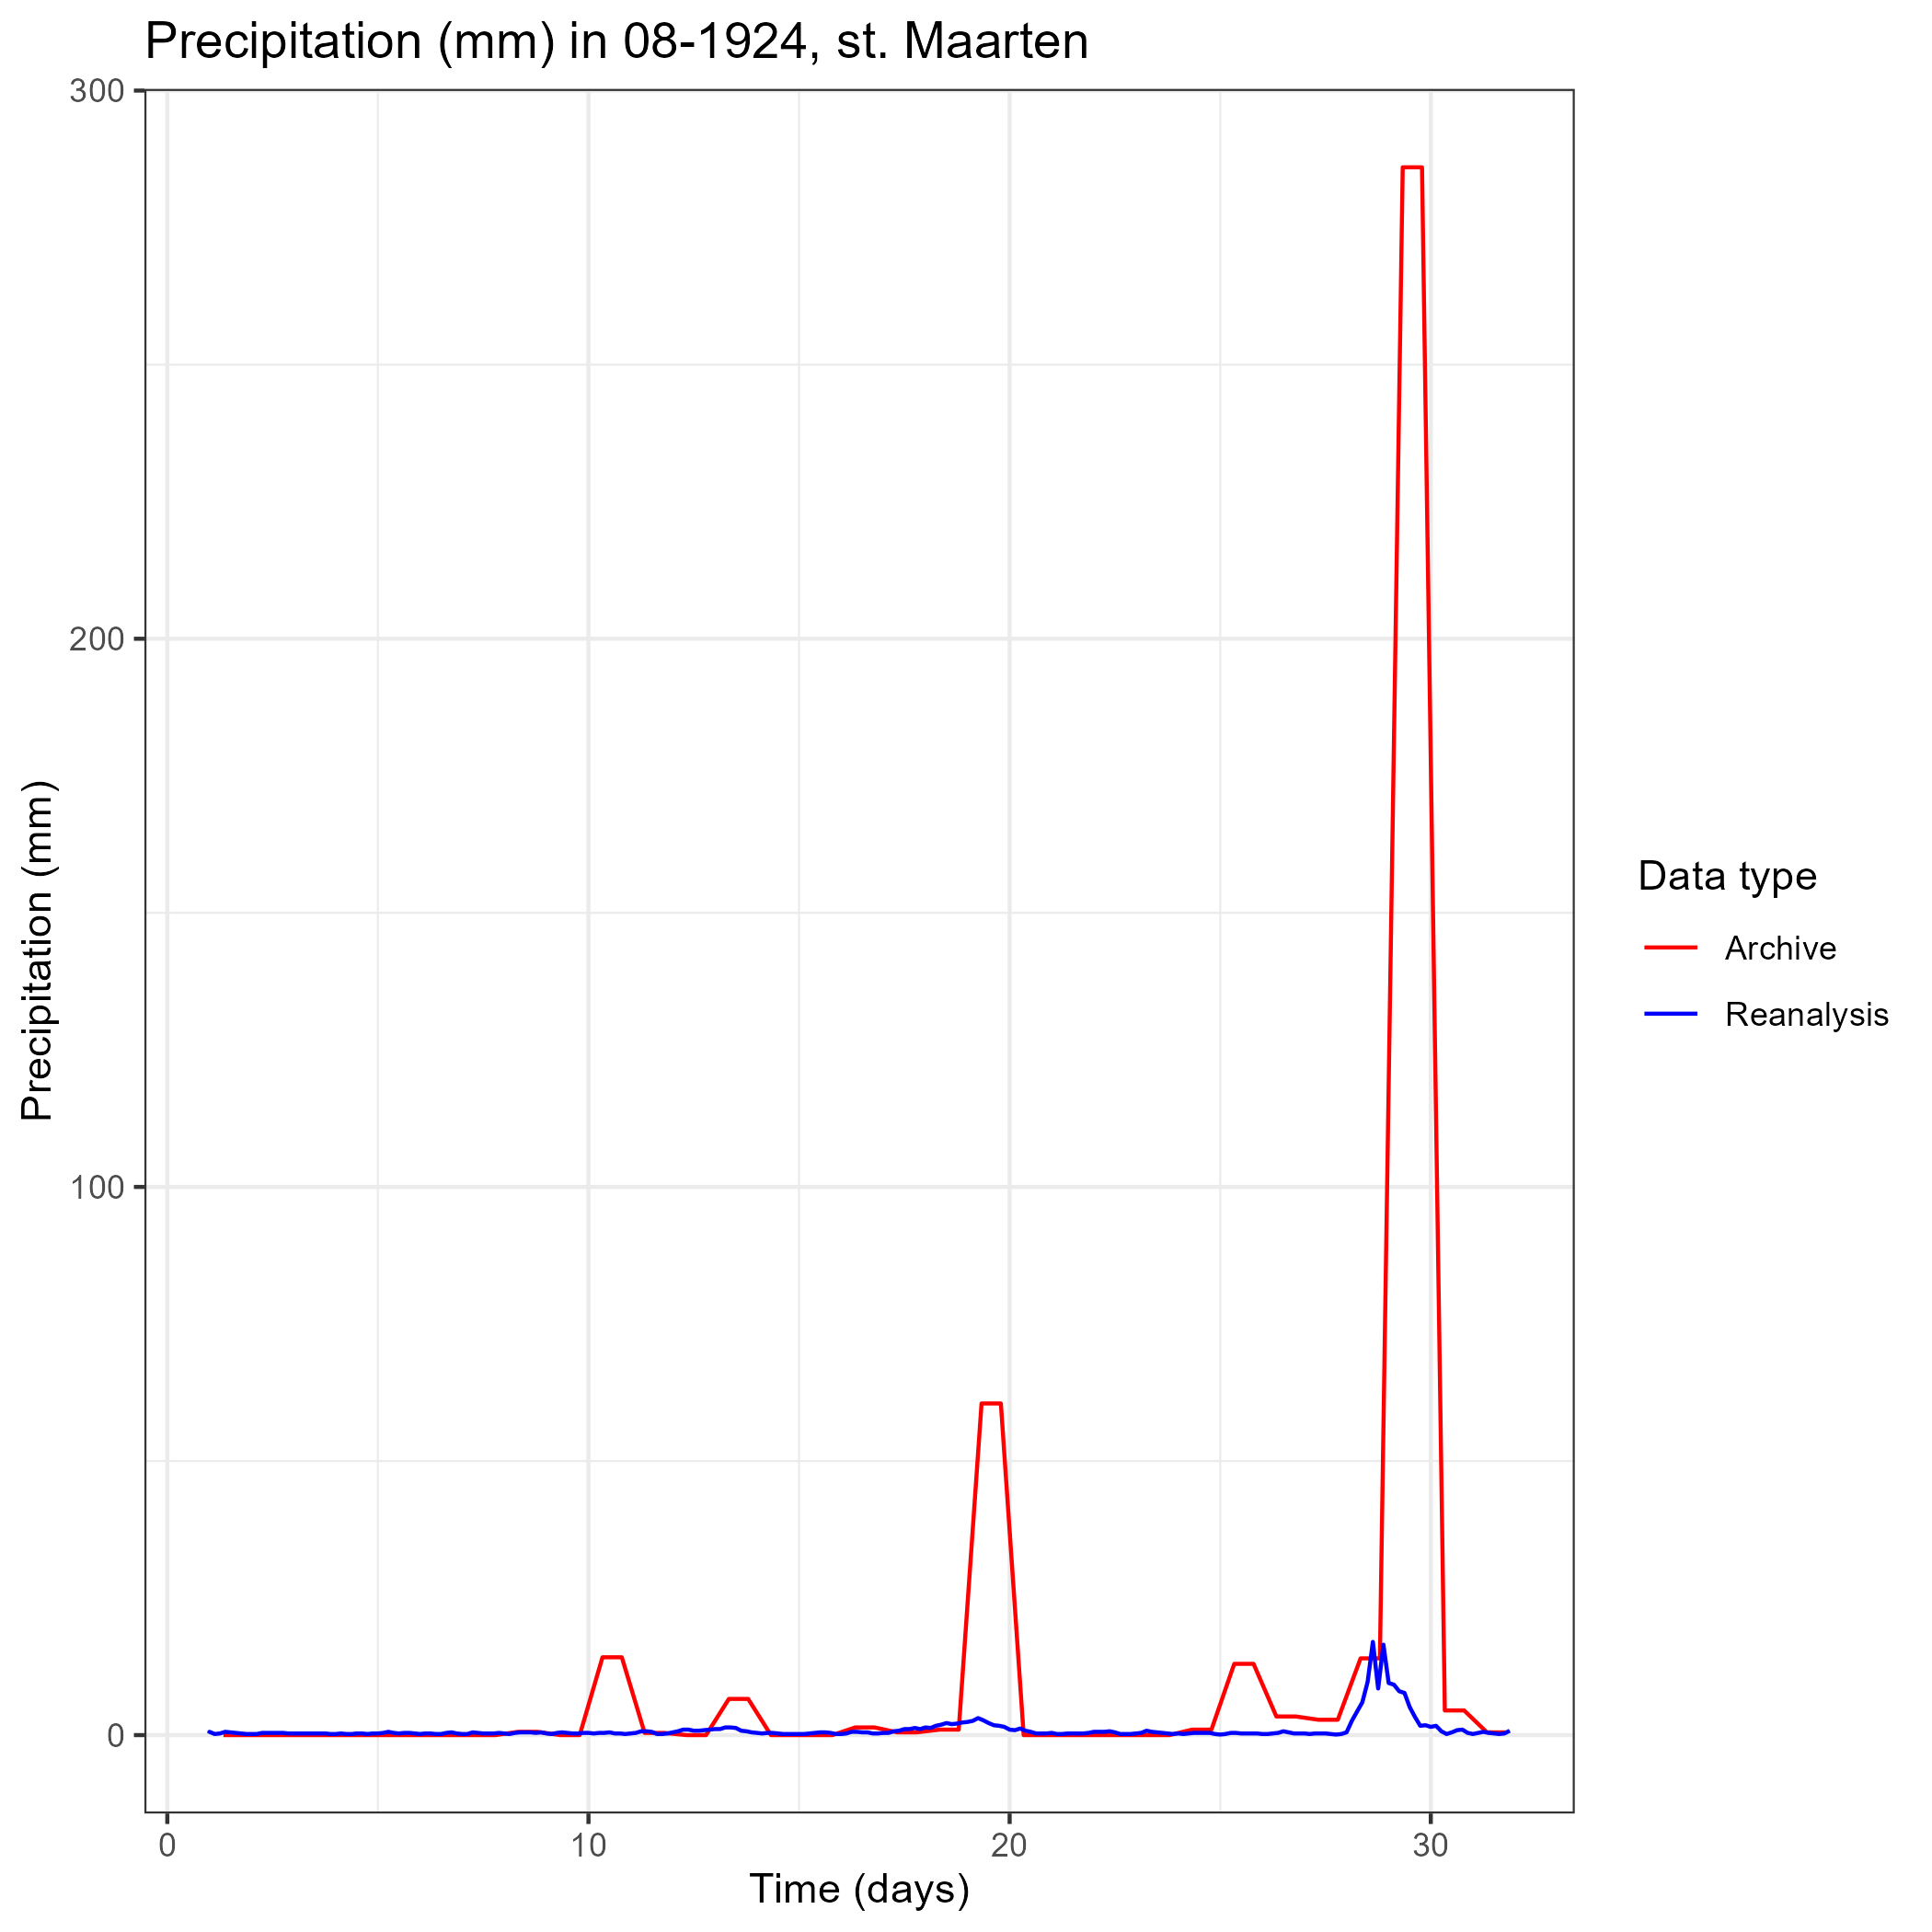 Precipitation (mm) in 08-1924, st. Maarten
300
200
100
0
Precipitation (mm)
0 10 20 30
Time (days)
Data type
Archive
Reanalysis